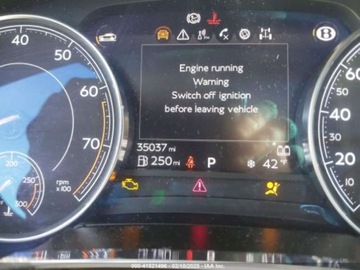 B
Engine running
Warning
Switch off ignition
before leaving vehicle
40
50
60
70
rpm
x100
250
300
35037 mi
250 mi
P
42 °F
60
40
20